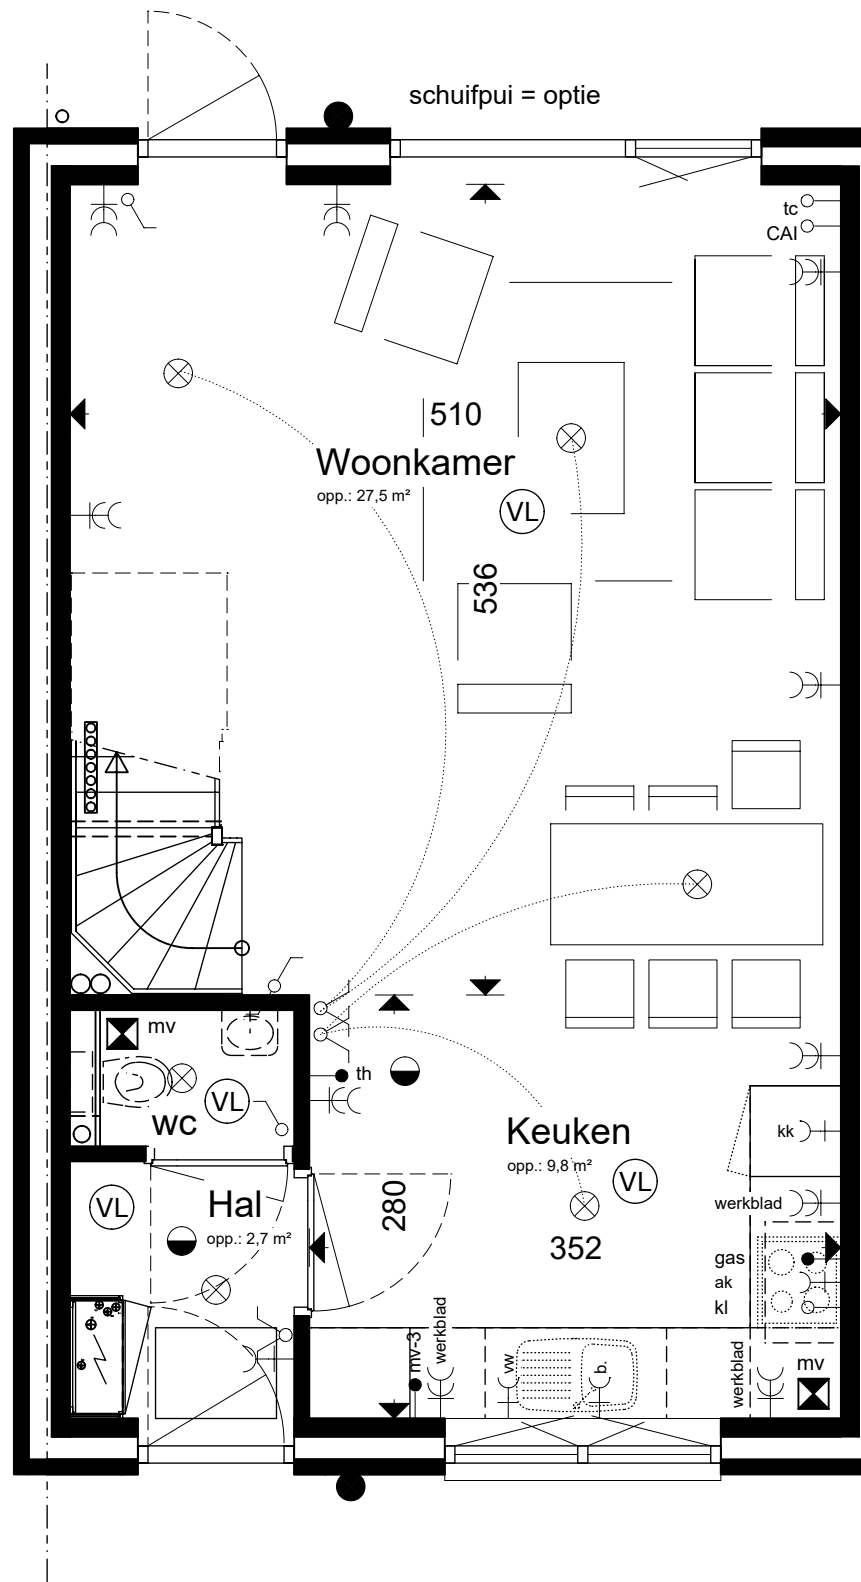 schuifpui = optie
tc
CAI
510
Woonkamer
opp.: 27,5 m²
VL
536
mv
th
VL
wc
Keuken
opp.: 9,8 m²
kk
VL
VL
Hal
opp.: 2,7 m²
280
352
werkblad
gas
ak
kl
mv-3
werkblad
vw
b.
werkblad
mv